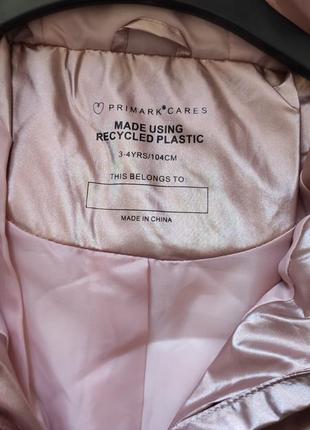 ♡ PRIMARK® CARES
MADE USING
RECYCLED PLASTIC
3-4YRS/104CM
THIS BELONGS TO:
MADE IN CHINA